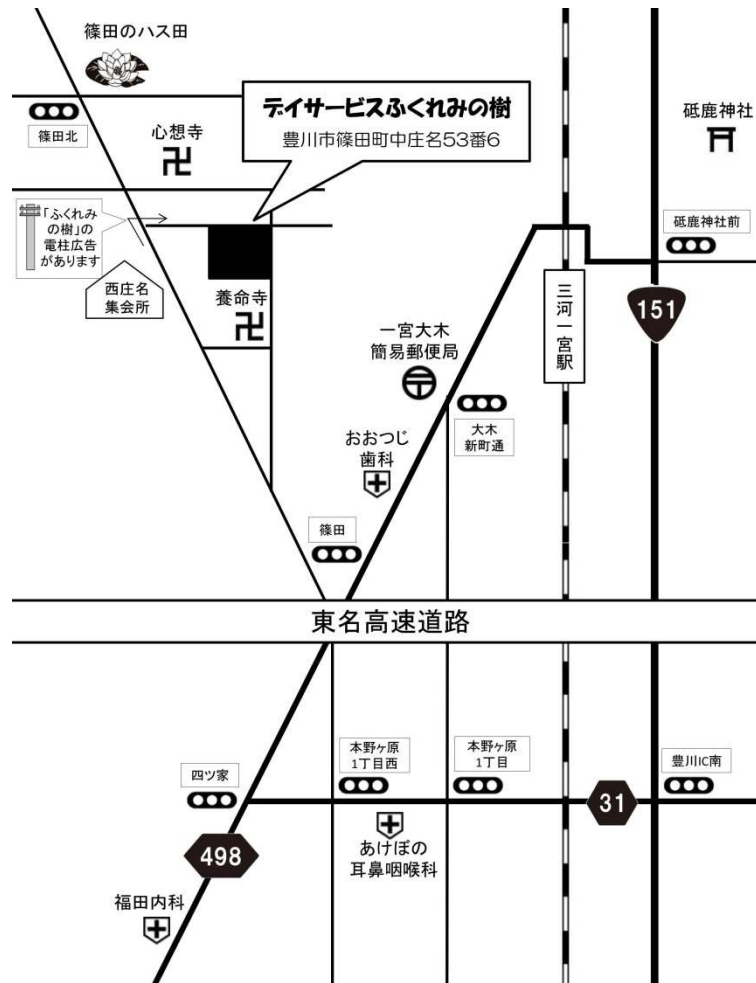 篠田のハス田
デイサービスふくれみの樹
豊川市篠田町中庄名53番6
砥鹿神社
篠田北
心想寺
砥鹿神社前
「ふくれみ
の樹」の
電柱広告
があります
西庄名
集会所
養命寺
151
三河一宮駅
一宮大木
簡易郵便局
大木
新町通
おおつじ
歯科
篠田
東名高速道路
四ツ家
本野ヶ原
1丁目西
本野ヶ原
1丁目
豊川IC南
31
498
あけぼの
耳鼻咽喉科
福田内科